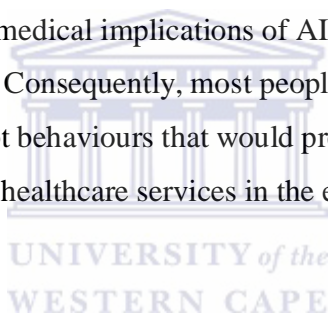 medical implications of AI
Consequently, most peopl
t behaviours that would pr
healthcare services in the e
UNIVERSITY of the
WESTERN CAPE